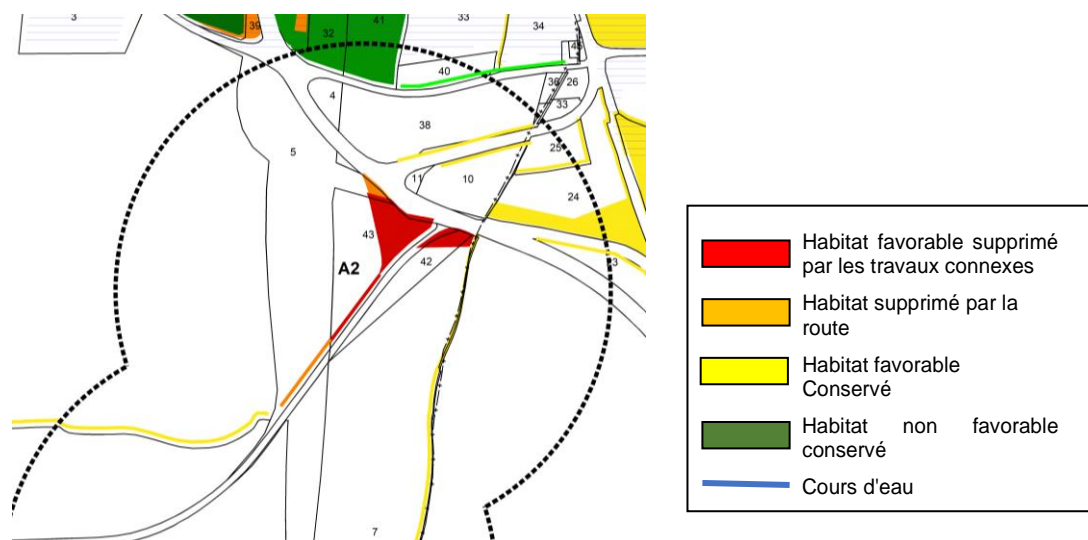 3
39
32
41
33
34
45
40
4
36
26
33
38
5
25
11
10
24
43
42
A2
7
Habitat favorable supprimé
par les travaux connexes
Habitat supprimé par la
route
Habitat favorable
Conservé
Habitat non favorable
conservé
Cours d'eau